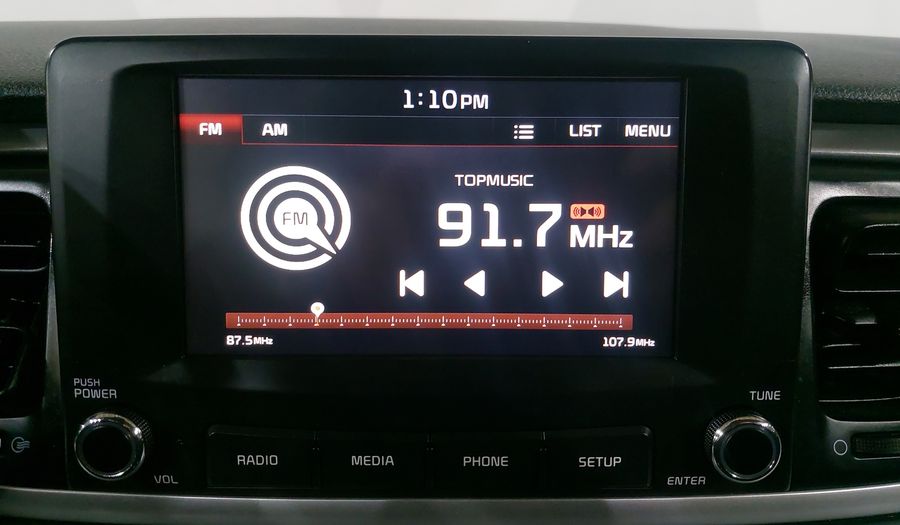 1:10PM
FM AM LIST MENU
TOPMUSIC
FM
91.7 MHz
87.5MHz 107.9MHz
PUSH
POWER
TUNE
RADIO MEDIA PHONE SETUP
VOL ENTER